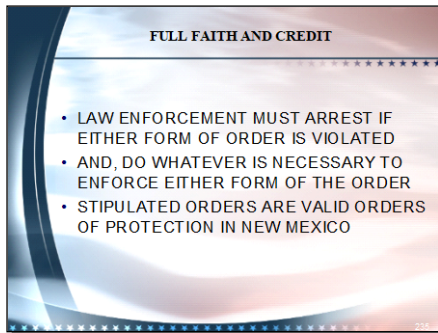 FULL FAITH AND CREDIT
• LAW ENFORCEMENT MUST ARREST IF
EITHER FORM OF ORDER IS VIOLATED
• AND, DO WHATEVER IS NECESSARY TO
ENFORCE EITHER FORM OF THE ORDER
• STIPULATED ORDERS ARE VALID ORDERS
OF PROTECTION IN NEW MEXICO